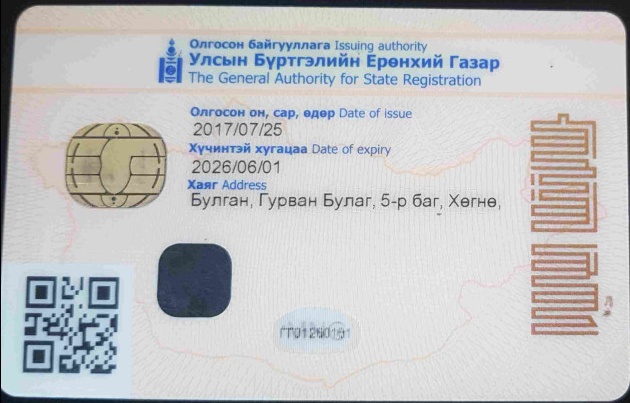 Олгосон байгууллага Issuing authority
Улсын Бүртгэлийн Ерөнхий Газар
The General Authority for State Registration
Олгосон он, сар, өдөр Date of issue
2017/07/25
Хүчинтэй хугацаа Date of expiry
2026/06/01
Хаяг Address
Булган, Гурван Булаг, 5-р баг, Хөгнө,